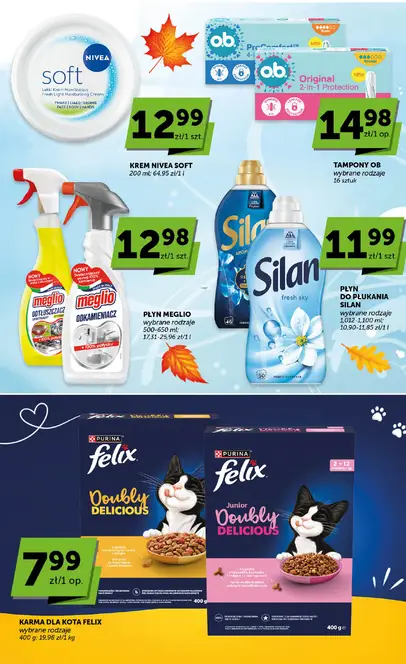 NIVEA
soft
o.b.
ProComfort™
o.b.
Original
2-in-1 Protection
12 99
zł/1 szt.
14 98
zł/1 op.
KREM NIVEA SOFT
200 ml; 64,95 zł/1 l
TAMPONY OB
wybrane rodzaje
16 sztuk
NOWY
meglio
ODTŁUSZCZACZ
meglio
ODKAMIENIACZ
12 98
zł/1 szt.
Silan
Silan
fresh sky
11 99
zł/1 szt.
PŁYN MEGLIO
wybrane rodzaje
500-650 ml;
17,31-25,96 zł/1 l
PŁYN
DO PŁUKANIA
SILAN
wybrane rodzaje
1,012-1,100 ml;
10,90-11,85 zł/1 l
PURINA
felix
Doubly
DELICIOUS
400 g
PURINA
felix
Junior
Doubly
DELICIOUS
400 g
7 99
zł/1 op.
KARMA DLA KOTA FELIX
wybrane rodzaje
400 g; 19,98 zł/1 kg